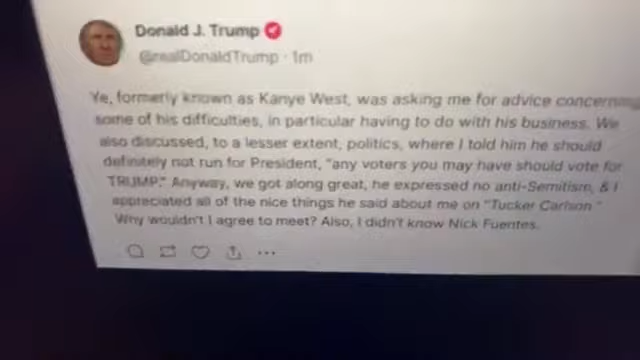 Donald J. Trump
@realDonaldTrump · 1m
Ye, formerly known as Kanye West, was asking me for advice concerning
some of his difficulties, in particular having to do with his business. We
also discussed, to a lesser extent, politics, where I told him he should
definitely not run for President, "any voters you may have should vote for
TRUMP." Anyway, we got along great, he expressed no anti-Semitism, & I
appreciated all of the nice things he said about me on "Tucker Carlson."
Why wouldn't I agree to meet? Also, I didn't know Nick Fuentes.